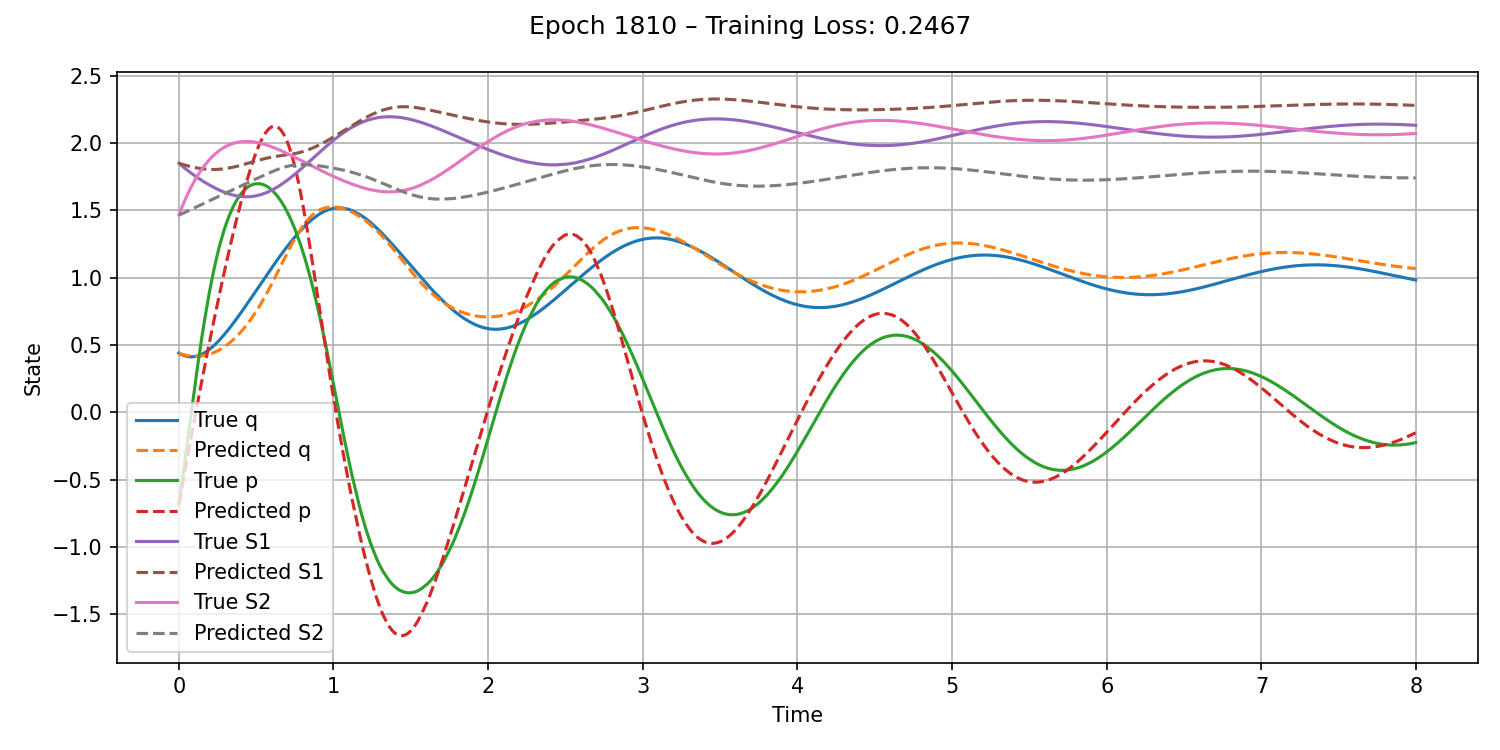 Epoch 1810 – Training Loss: 0.2467
State
2.5
2.0
1.5
1.0
0.5
0.0
−0.5
−1.0
−1.5
True q
Predicted q
True p
Predicted p
True S1
Predicted S1
True S2
Predicted S2
0 1 2 3 4 5 6 7 8
Time